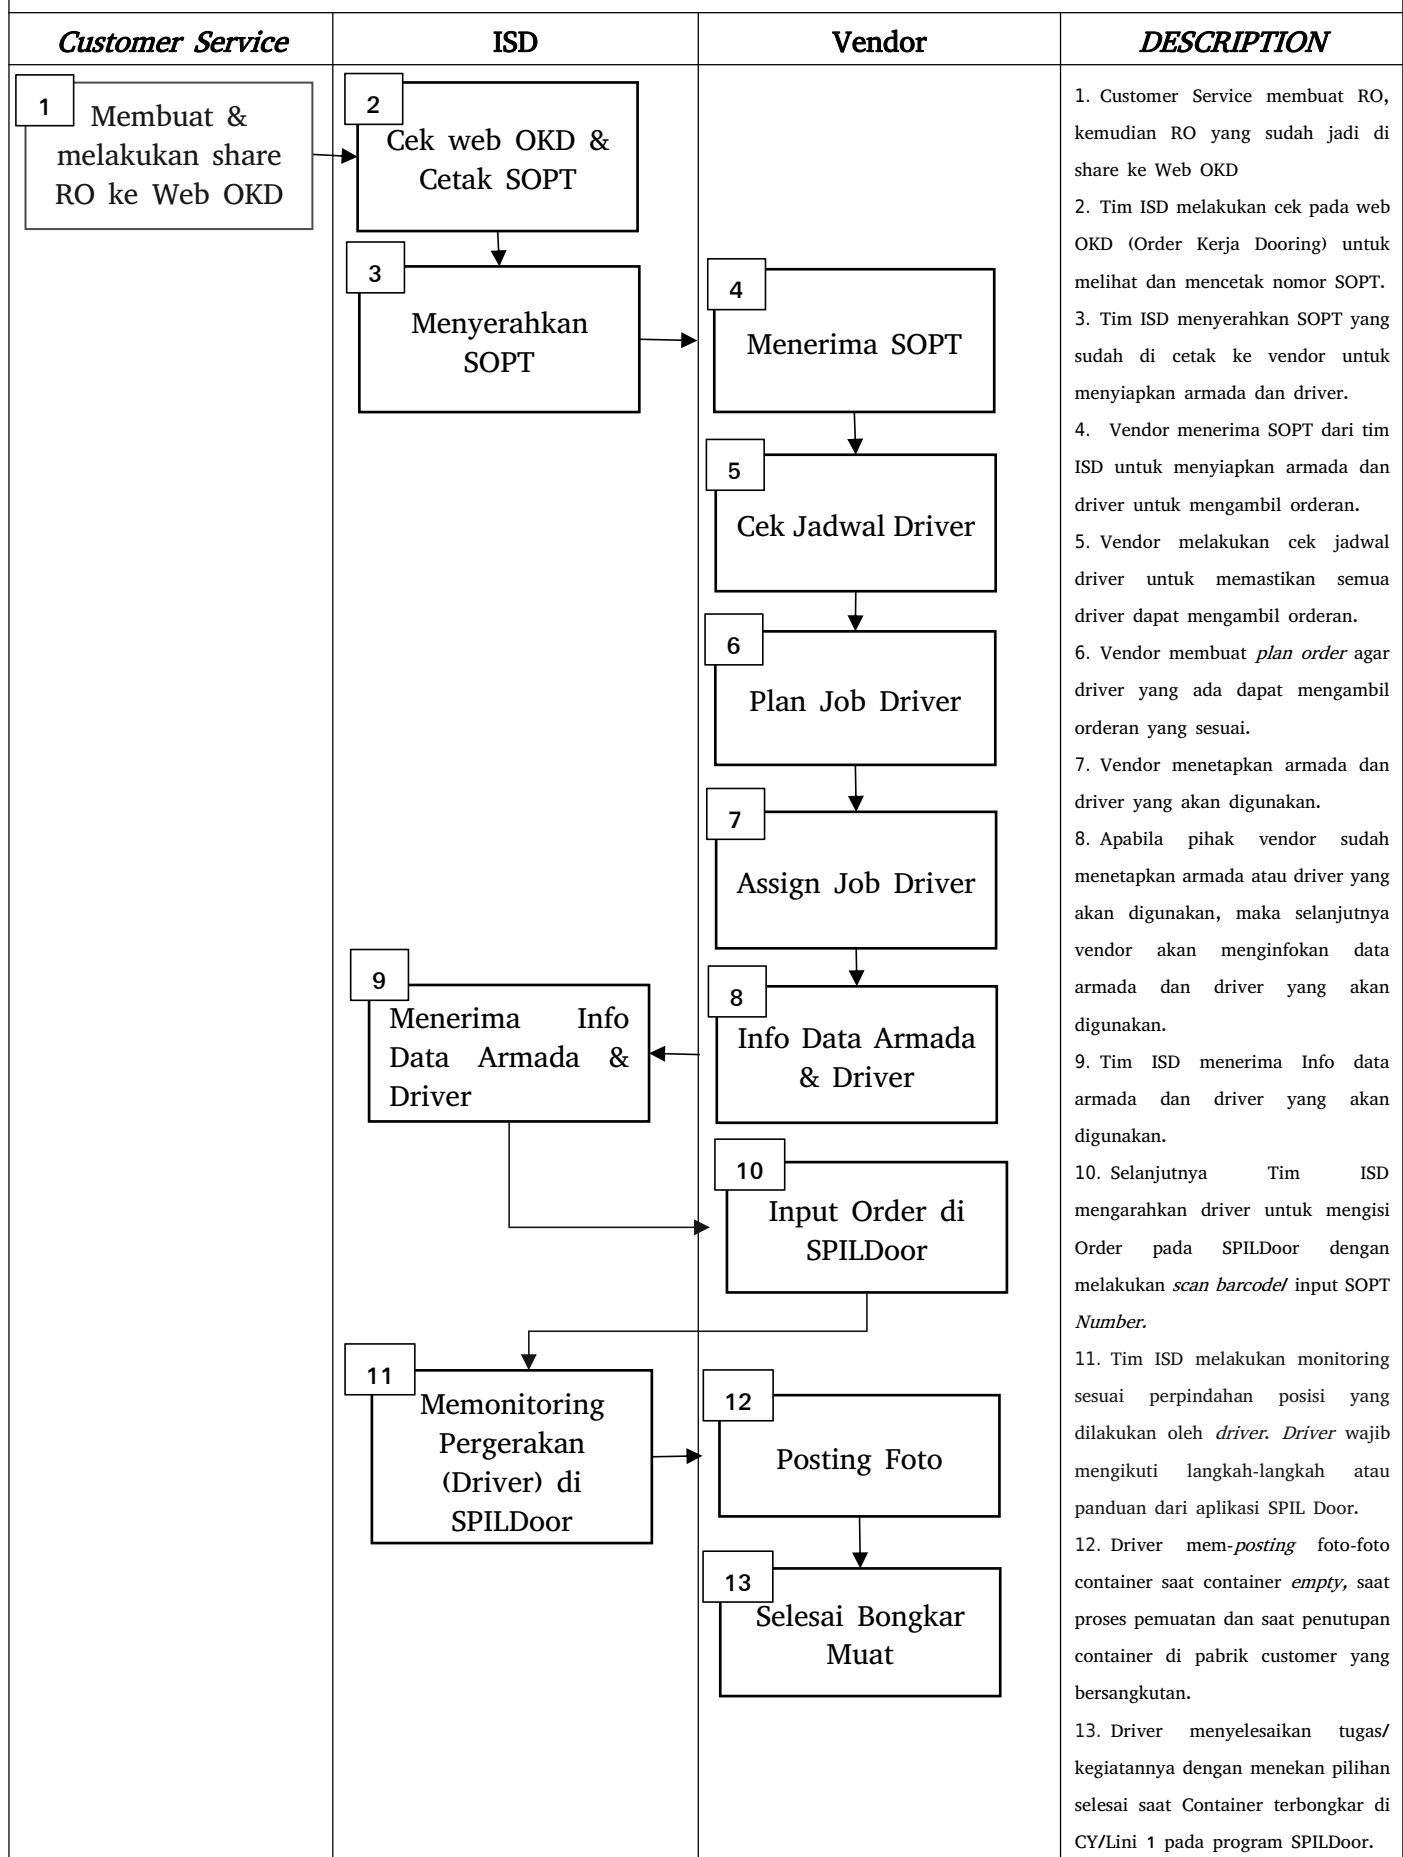 Customer Service
ISD
Vendor
DESCRIPTION
1
Membuat &
melakukan share
RO ke Web OKD
2
Cek web OKD &
Cetak SOPT
3
Menyerahkan
SOPT
4
Menerima SOPT
5
Cek Jadwal Driver
6
Plan Job Driver
7
Assign Job Driver
8
Info Data Armada
& Driver
9
Menerima Info
Data Armada &
Driver
10
Input Order di
SPILDoor
11
Memonitoring
Pergerakan
(Driver) di
SPILDoor
12
Posting Foto
13
Selesai Bongkar
Muat
1. Customer Service membuat RO,
kemudian RO yang sudah jadi di
share ke Web OKD
2. Tim ISD melakukan cek pada web
OKD (Order Kerja Dooring) untuk
melihat dan mencetak nomor SOPT.
3. Tim ISD menyerahkan SOPT yang
sudah di cetak ke vendor untuk
menyiapkan armada dan driver.
4. Vendor menerima SOPT dari tim
ISD untuk menyiapkan armada dan
driver untuk mengambil orderan.
5. Vendor melakukan cek jadwal
driver untuk memastikan semua
driver dapat mengambil orderan.
6. Vendor membuat plan order agar
driver yang ada dapat mengambil
orderan yang sesuai.
7. Vendor menetapkan armada dan
driver yang akan digunakan.
8. Apabila pihak vendor sudah
menetapkan armada atau driver yang
akan digunakan, maka selanjutnya
vendor akan menginfokan data
armada dan driver yang akan
digunakan.
9. Tim ISD menerima Info data
armada dan driver yang akan
digunakan.
10. Selanjutnya Tim ISD
mengarahkan driver untuk mengisi
Order pada SPILDoor dengan
melakukan scan barcode/ input SOPT
Number.
11. Tim ISD melakukan monitoring
sesuai perpindahan posisi yang
dilakukan oleh driver. Driver wajib
mengikuti langkah-langkah atau
panduan dari aplikasi SPIL Door.
12. Driver mem-posting foto-foto
container saat container empty, saat
proses pemuatan dan saat penutupan
container di pabrik customer yang
bersangkutan.
13. Driver menyelesaikan tugas/
kegiatannya dengan menekan pilihan
selesai saat Container terbongkar di
CY/Lini 1 pada program SPILDoor.